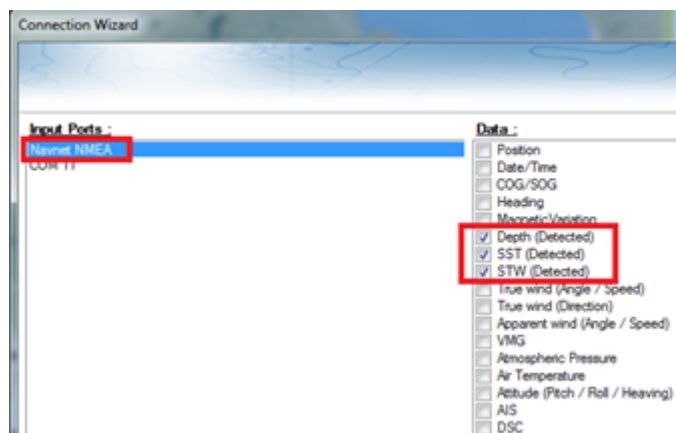 Connection Wizard
Input Ports :
Navnet NMEA
COM 11
Data :
Position
Date/Time
COG/SOG
Heading
Magnetic Variation
Depth (Detected)
SST (Detected)
STW (Detected)
True wind (Angle / Speed)
True wind (Direction)
Apparent wind (Angle / Speed)
VMG
Atmospheric Pressure
Air Temperature
Attitude (Pitch / Roll / Heaving)
AIS
DSC